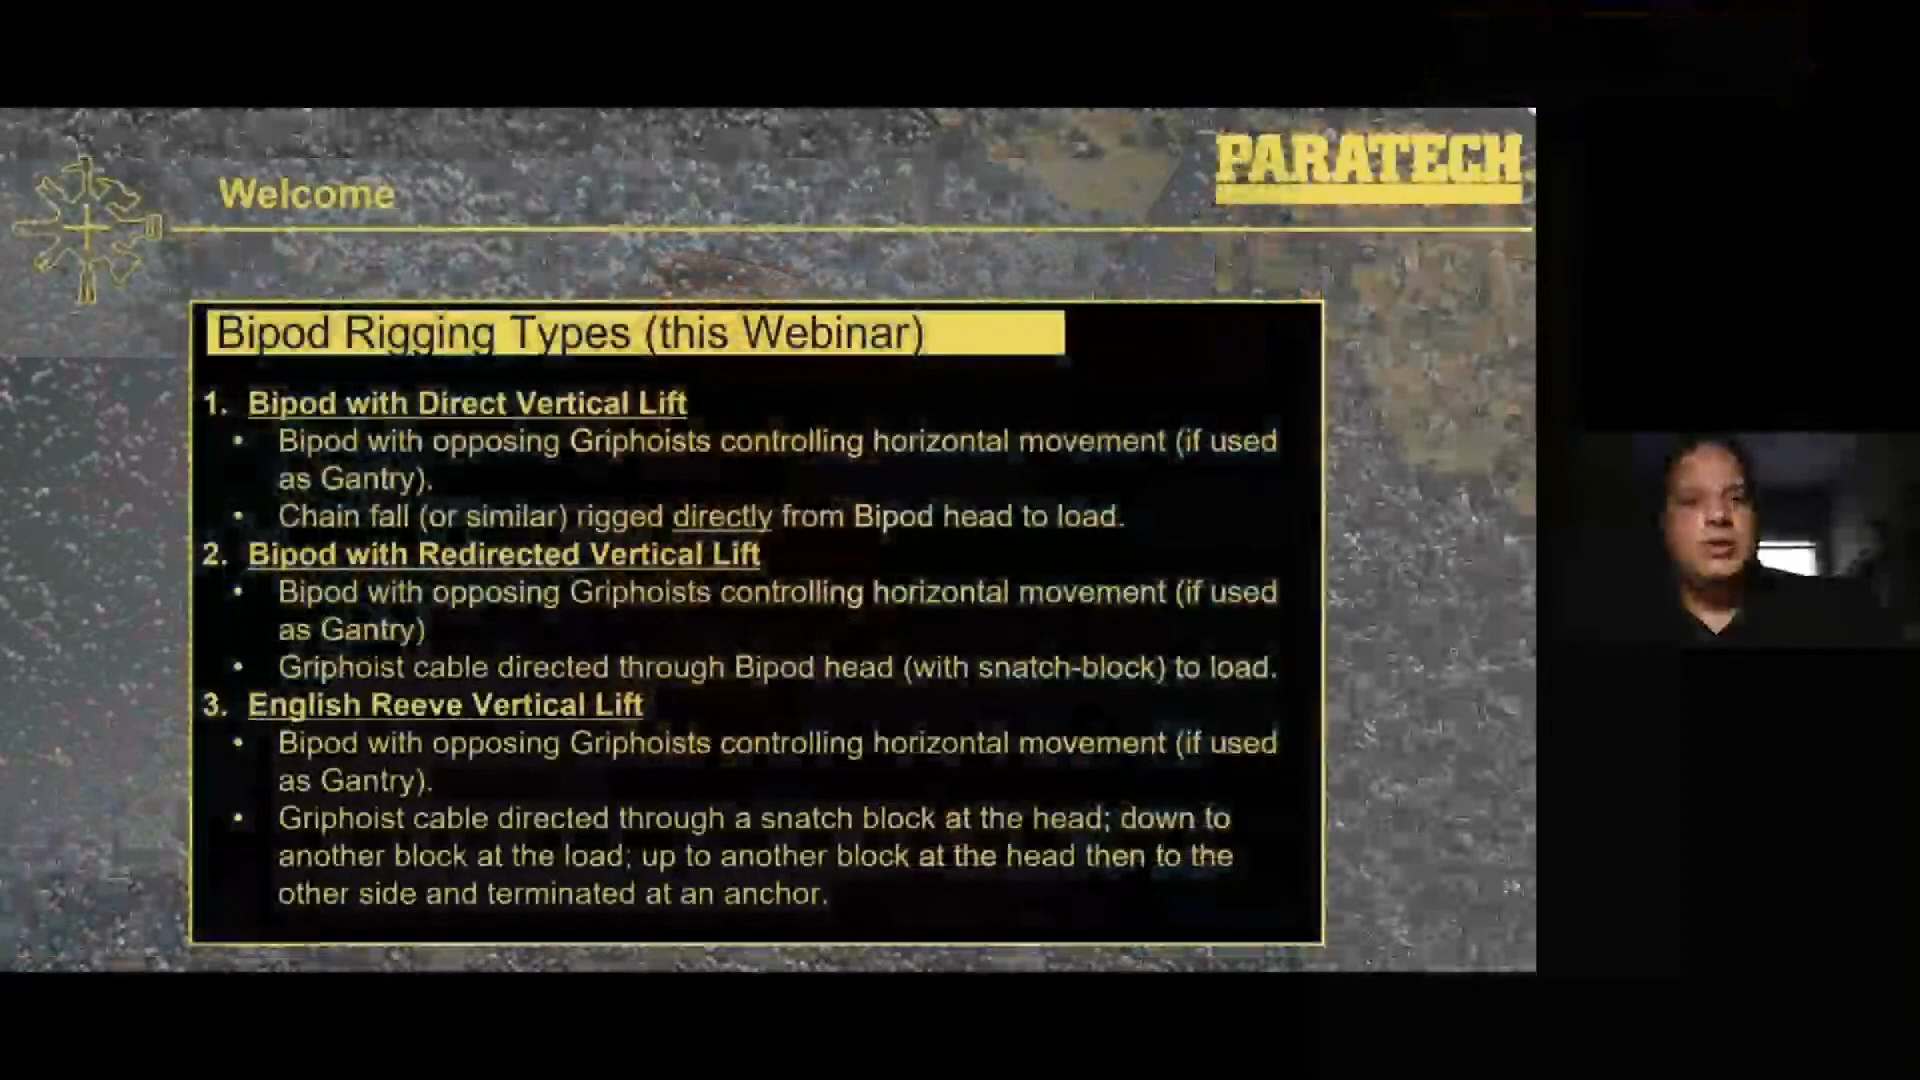 PARATECH
Welcome
Bipod Rigging Types (this Webinar)
1. Bipod with Direct Vertical Lift
• Bipod with opposing Griphoists controlling horizontal movement (if used
as Gantry).
• Chain fall (or similar) rigged directly from Bipod head to load.
2. Bipod with Redirected Vertical Lift
• Bipod with opposing Griphoists controlling horizontal movement (if used
as Gantry)
• Griphoist cable directed through Bipod head (with snatch-block) to load.
3. English Reeve Vertical Lift
• Bipod with opposing Griphoists controlling horizontal movement (if used
as Gantry).
• Griphoist cable directed through a snatch block at the head; down to
another block at the load; up to another block at the head then to the
other side and terminated at an anchor.